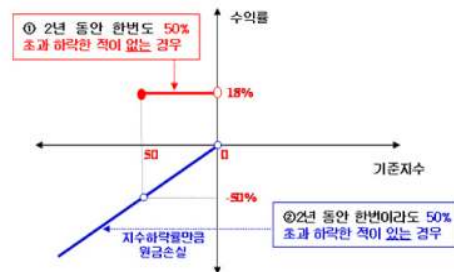 수익률
① 2년 동안 한번도 50%
초과 하락한 적이 없는 경우
18%
50
0
기준지수
-50%
지수하락률만큼
원금손실
②2년 동안 한번이라도 50%
초과 하락한 적이 있는 경우